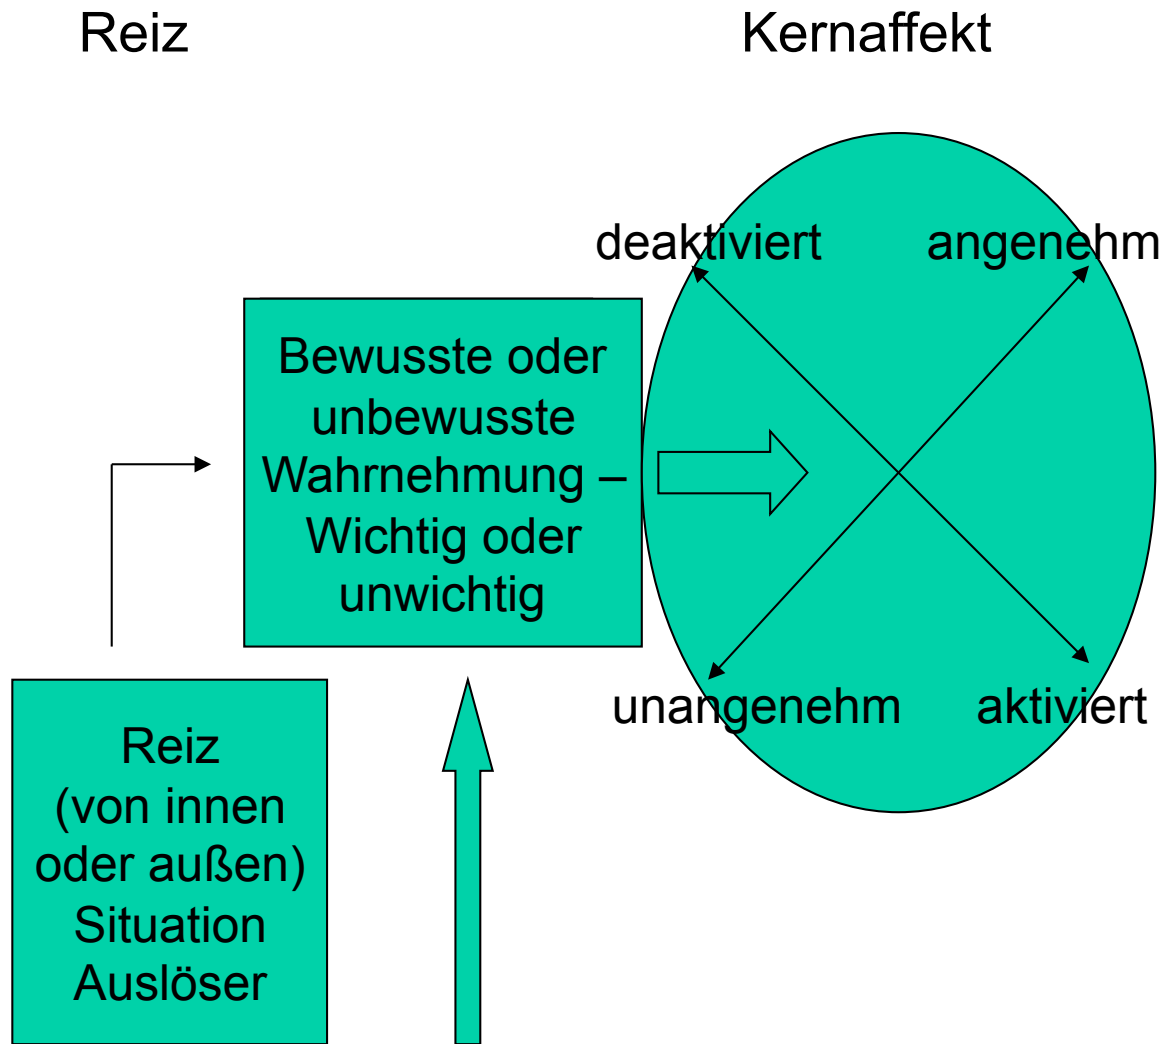 Reiz
Kernaffekt
deaktiviert
angenehm
Bewusste oder
unbewusste
Wahrnehmung –
Wichtig oder
unwichtig
unangenehm
aktiviert
Reiz
(von innen
oder außen)
Situation
Auslöser